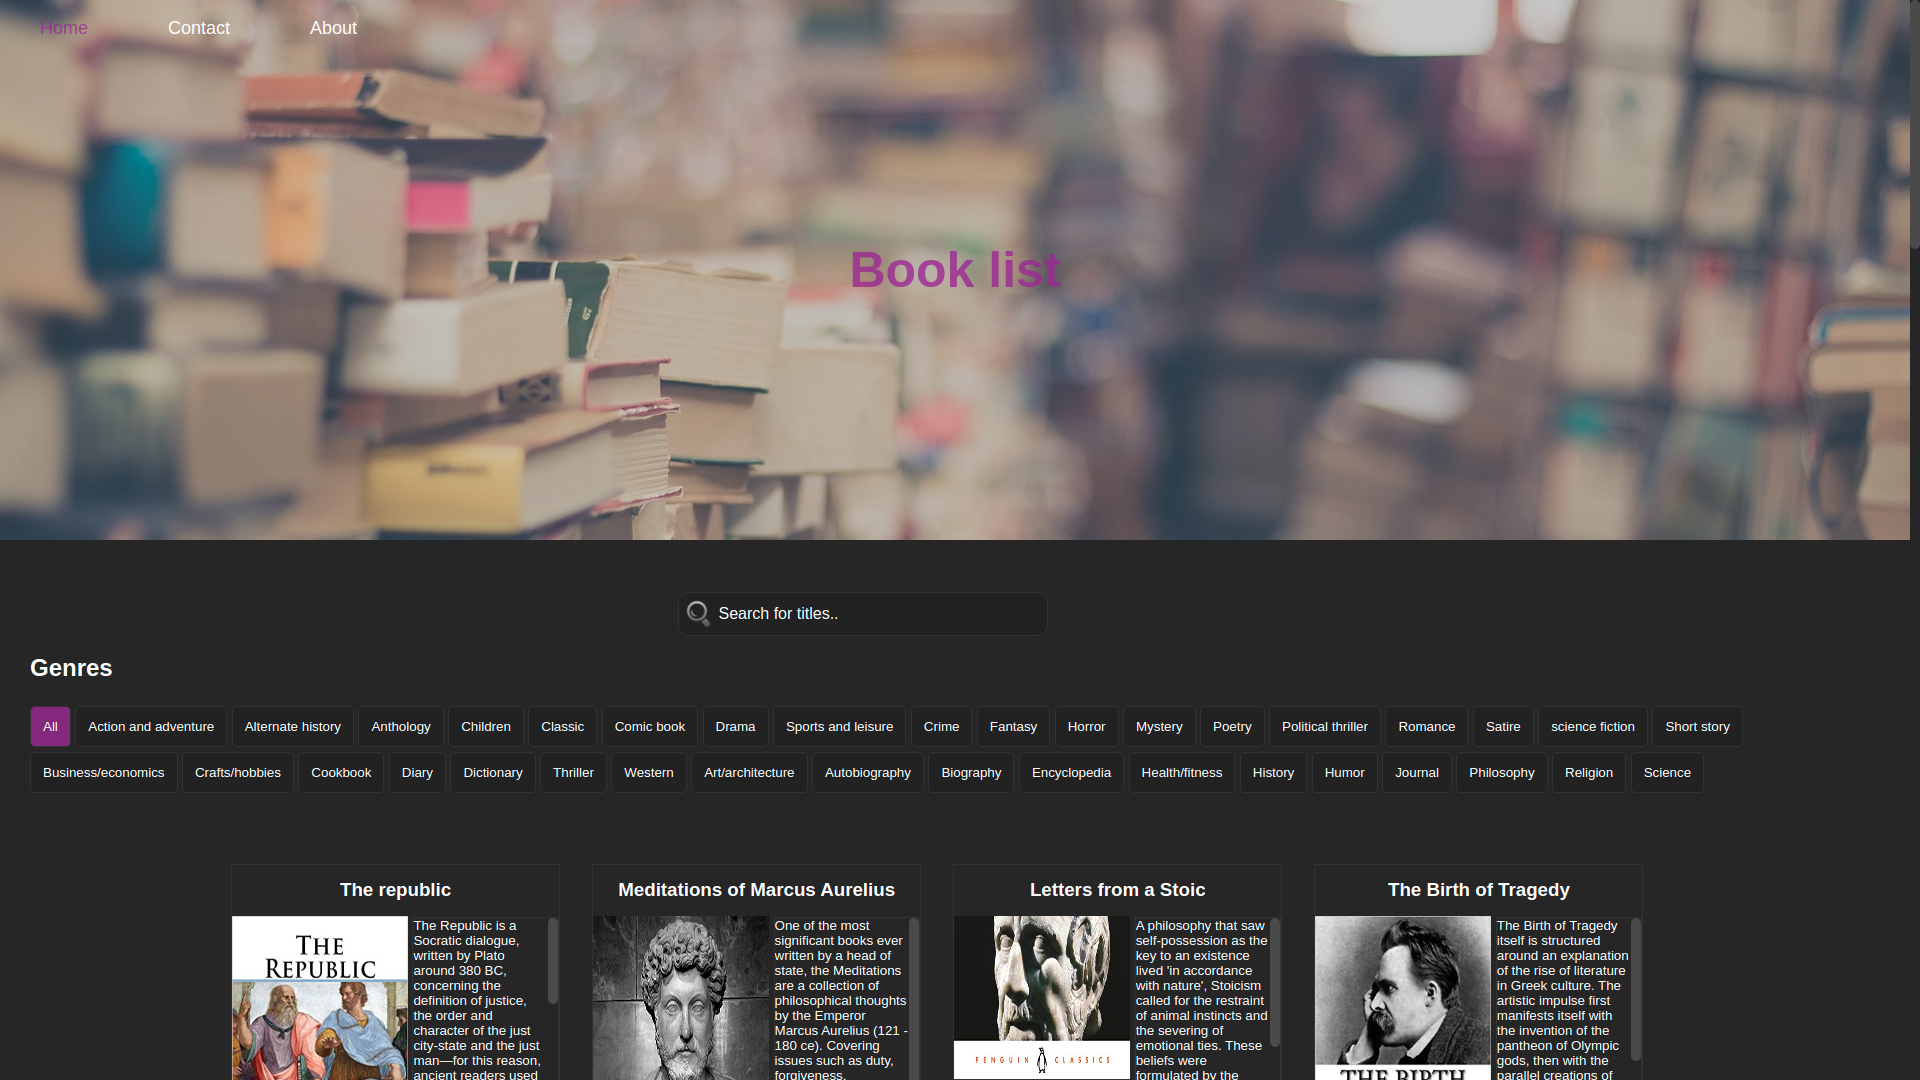 Home Contact About
Book list
Search for titles..
Genres
All Action and adventure Alternate history Anthology Children Classic Comic book Drama Sports and leisure Crime Fantasy Horror Mystery Poetry Political thriller Romance Satire science fiction Short story
Business/economics Crafts/hobbies Cookbook Diary Dictionary Thriller Western Art/architecture Autobiography Biography Encyclopedia Health/fitness History Humor Journal Philosophy Religion Science
The republic
THE
REPUBLIC
The Republic is a
Socratic dialogue,
written by Plato
around 380 BC,
concerning the
definition of justice,
the order and
character of the just
city-state and the just
man—for this reason,
ancient readers used
Meditations of Marcus Aurelius
One of the most
significant books ever
written by a head of
state, the Meditations
are a collection of
philosophical thoughts
by the Emperor
Marcus Aurelius (121 -
180 ce). Covering
issues such as duty,
forgiveness,
Letters from a Stoic
PENGUIN CLASSICS
A philosophy that saw
self-possession as the
key to an existence
lived 'in accordance
with nature', Stoicism
called for the restraint
of animal instincts and
the severing of
emotional ties. These
beliefs were
formulated by the
The Birth of Tragedy
THE BIRTH
The Birth of Tragedy
itself is structured
around an explanation
of the rise of literature
in Greek culture. The
artistic impulse first
manifests itself with
the invention of the
pantheon of Olympic
gods, then with the
parallel creations of